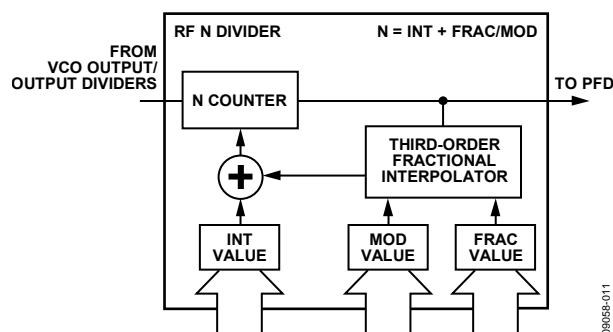 RF N DIVIDER
N = INT + FRAC/MOD
FROM
VCO OUTPUT/
OUTPUT DIVIDERS
N COUNTER
TO PFD
THIRD-ORDER
FRACTIONAL
INTERPOLATOR
+
INT
VALUE
MOD
VALUE
FRAC
VALUE
09058-011